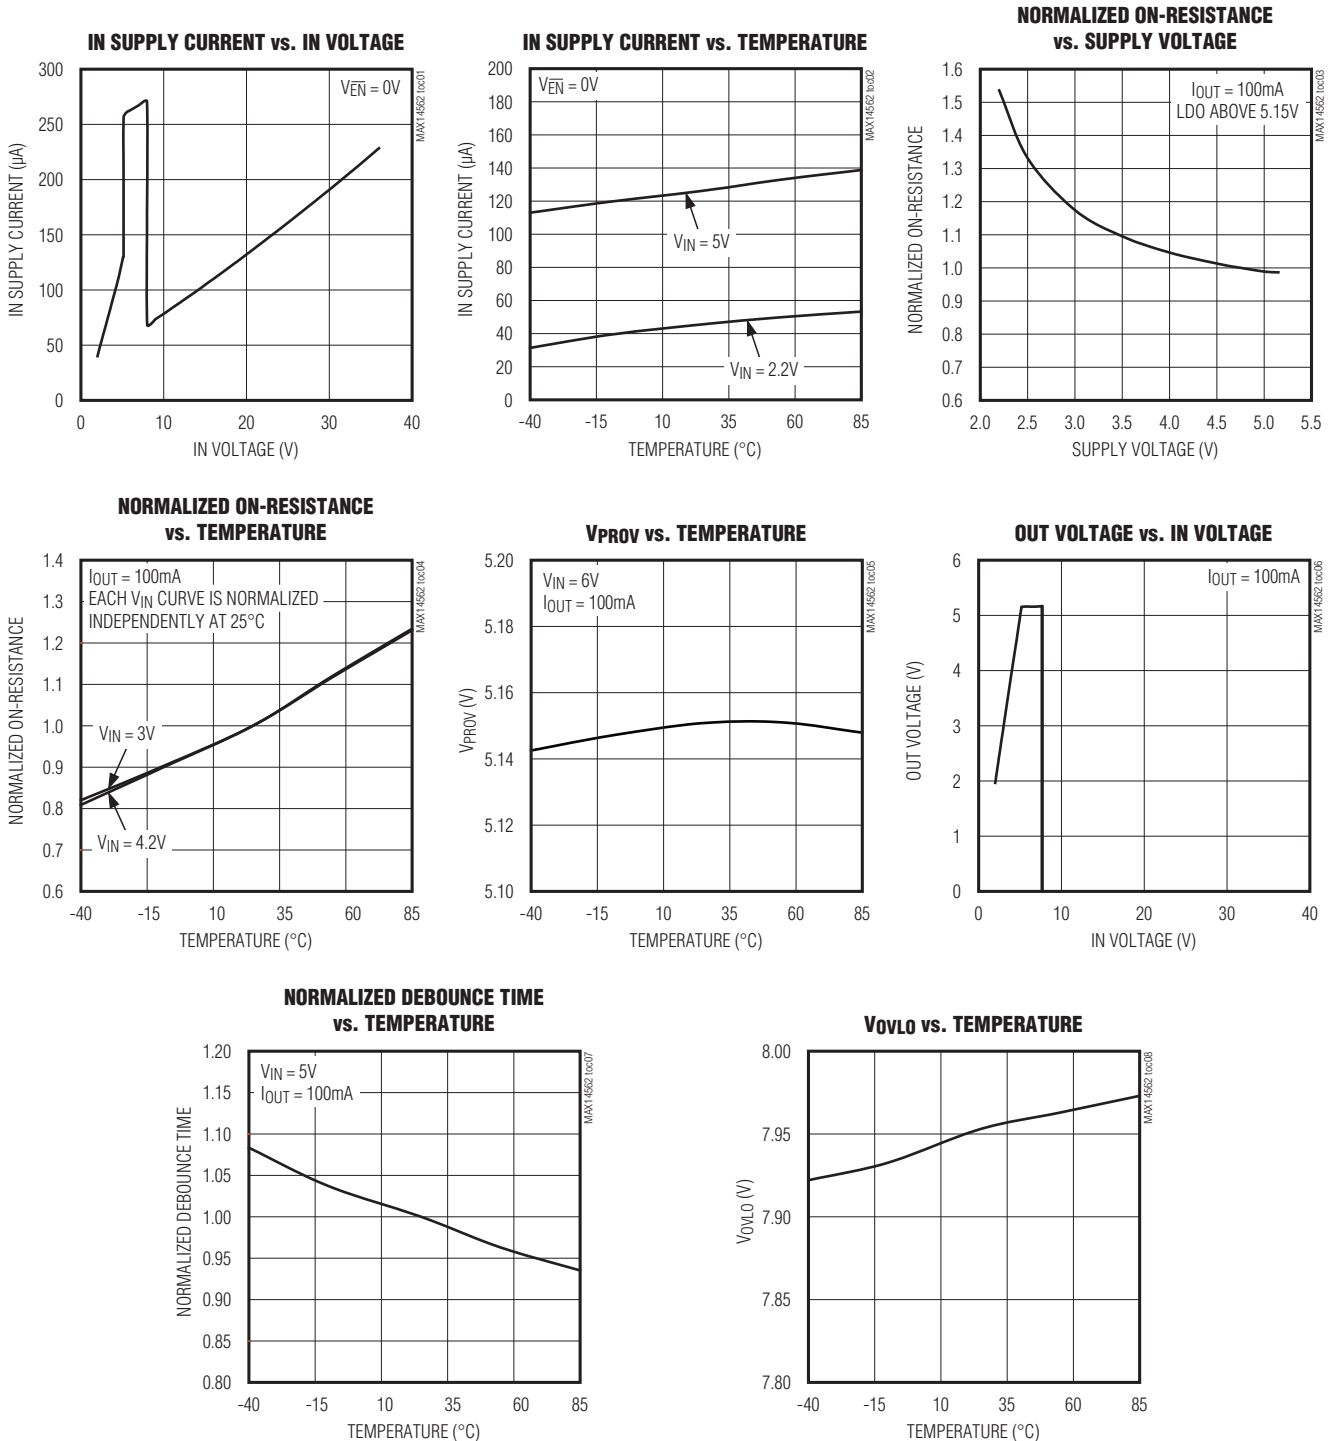 IN SUPPLY CURRENT vs. IN VOLTAGE
300
250
200
150
100
50
0
IN SUPPLY CURRENT (µA)
VEN̅ = 0V
MAX14562 toc01
0 10 20 30 40
IN VOLTAGE (V)
IN SUPPLY CURRENT vs. TEMPERATURE
200
180
160
140
120
100
80
60
40
20
0
IN SUPPLY CURRENT (µA)
VEN̅ = 0V
VIN = 5V
VIN = 2.2V
MAX14562 toc02
-40 -15 10 35 60 85
TEMPERATURE (°C)
NORMALIZED ON-RESISTANCE
vs. SUPPLY VOLTAGE
1.6
1.5
1.4
1.3
1.2
1.1
1.0
0.9
0.8
0.7
0.6
NORMALIZED ON-RESISTANCE
IOUT = 100mA
LDO ABOVE 5.15V
MAX14562 toc03
2.0 2.5 3.0 3.5 4.0 4.5 5.0 5.5
SUPPLY VOLTAGE (V)
NORMALIZED ON-RESISTANCE
vs. TEMPERATURE
1.4
1.3
1.2
1.1
1.0
0.9
0.8
0.7
0.6
NORMALIZED ON-RESISTANCE
IOUT = 100mA
EACH VIN CURVE IS NORMALIZED
INDEPENDENTLY AT 25°C
VIN = 3V
VIN = 4.2V
MAX14562 toc04
-40 -15 10 35 60 85
TEMPERATURE (°C)
VPROV vs. TEMPERATURE
5.20
5.18
5.16
5.14
5.12
5.10
VPROV (V)
VIN = 6V
IOUT = 100mA
MAX14562 toc05
-40 -15 10 35 60 85
TEMPERATURE (°C)
OUT VOLTAGE vs. IN VOLTAGE
6
5
4
3
2
1
0
OUT VOLTAGE (V)
IOUT = 100mA
MAX14562 toc06
0 10 20 30 40
IN VOLTAGE (V)
NORMALIZED DEBOUNCE TIME
vs. TEMPERATURE
1.20
1.15
1.10
1.05
1.00
0.95
0.90
0.85
0.80
NORMALIZED DEBOUNCE TIME
VIN = 5V
IOUT = 100mA
MAX14562 toc07
-40 -15 10 35 60 85
TEMPERATURE (°C)
VOVLO vs. TEMPERATURE
8.00
7.95
7.90
7.85
7.80
VOVLO (V)
MAX14562 toc08
-40 -15 10 35 60 85
TEMPERATURE (°C)